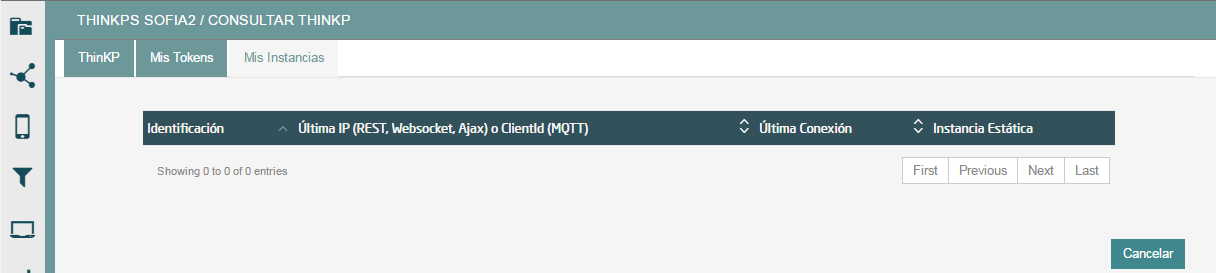 THINKPS SOFIA2 / CONSULTAR THINKP
ThinKP Mis Tokens Mis Instancias
Identificación Última IP (REST, Websocket, Ajax) o ClientId (MQTT) Última Conexión Instancia Estática
Showing 0 to 0 of 0 entries First Previous Next Last
Cancelar